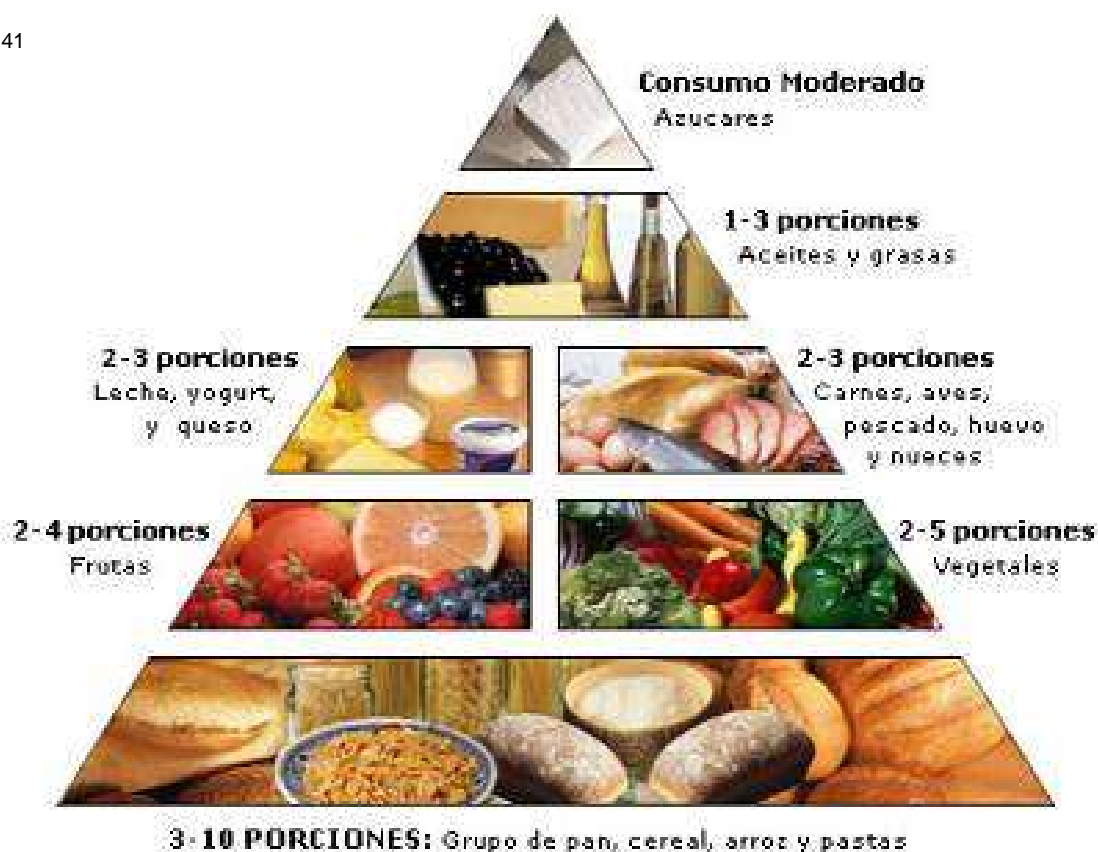 41
Consumo Moderado
Azucares
1-3 porciones
Aceites y grasas
2-3 porciones
Leche, yogurt,
y queso
2-3 porciones
Carnes, aves,
pescado, huevo
y nueces
2-4 porciones
Frutas
2-5 porciones
Vegetales
3-10 PORCIONES: Grupo de pan, cereal, arroz y pastas